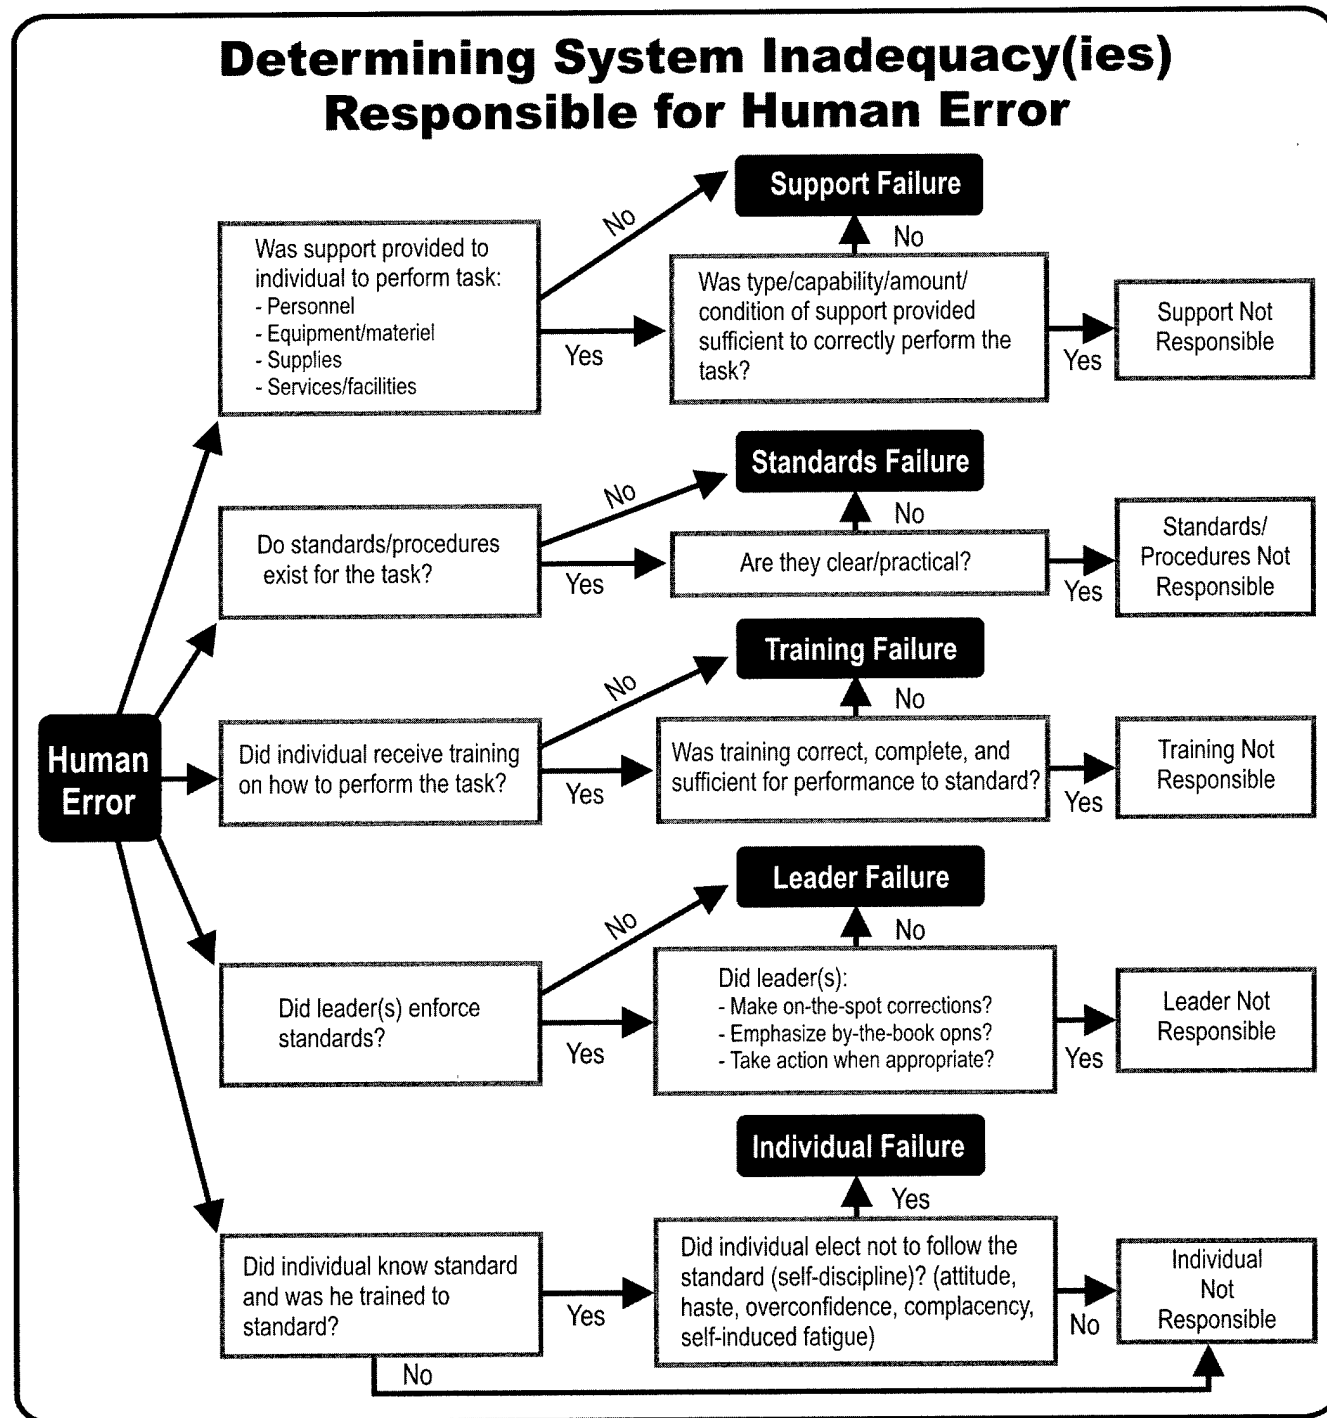 Determining System Inadequacy(ies)
Responsible for Human Error
Support Failure
No
No
Was support provided to
individual to perform task:
- Personnel
- Equipment/materiel
- Supplies
- Services/facilities
Yes
Was type/capability/amount/
condition of support provided
sufficient to correctly perform the
task?
Yes
Support Not
Responsible
Standards Failure
No
No
Do standards/procedures
exist for the task?
Yes
Are they clear/practical?
Yes
Standards/
Procedures Not
Responsible
Training Failure
No
No
Human
Error
Did individual receive training
on how to perform the task?
Yes
Was training correct, complete, and
sufficient for performance to standard?
Yes
Training Not
Responsible
Leader Failure
No
No
Did leader(s) enforce
standards?
Yes
Did leader(s):
- Make on-the-spot corrections?
- Emphasize by-the-book opns?
- Take action when appropriate?
Yes
Leader Not
Responsible
Individual Failure
Yes
Did individual know standard
and was he trained to
standard?
Yes
Did individual elect not to follow the
standard (self-discipline)? (attitude,
haste, overconfidence, complacency,
self-induced fatigue)
No
Individual
Not
Responsible
No